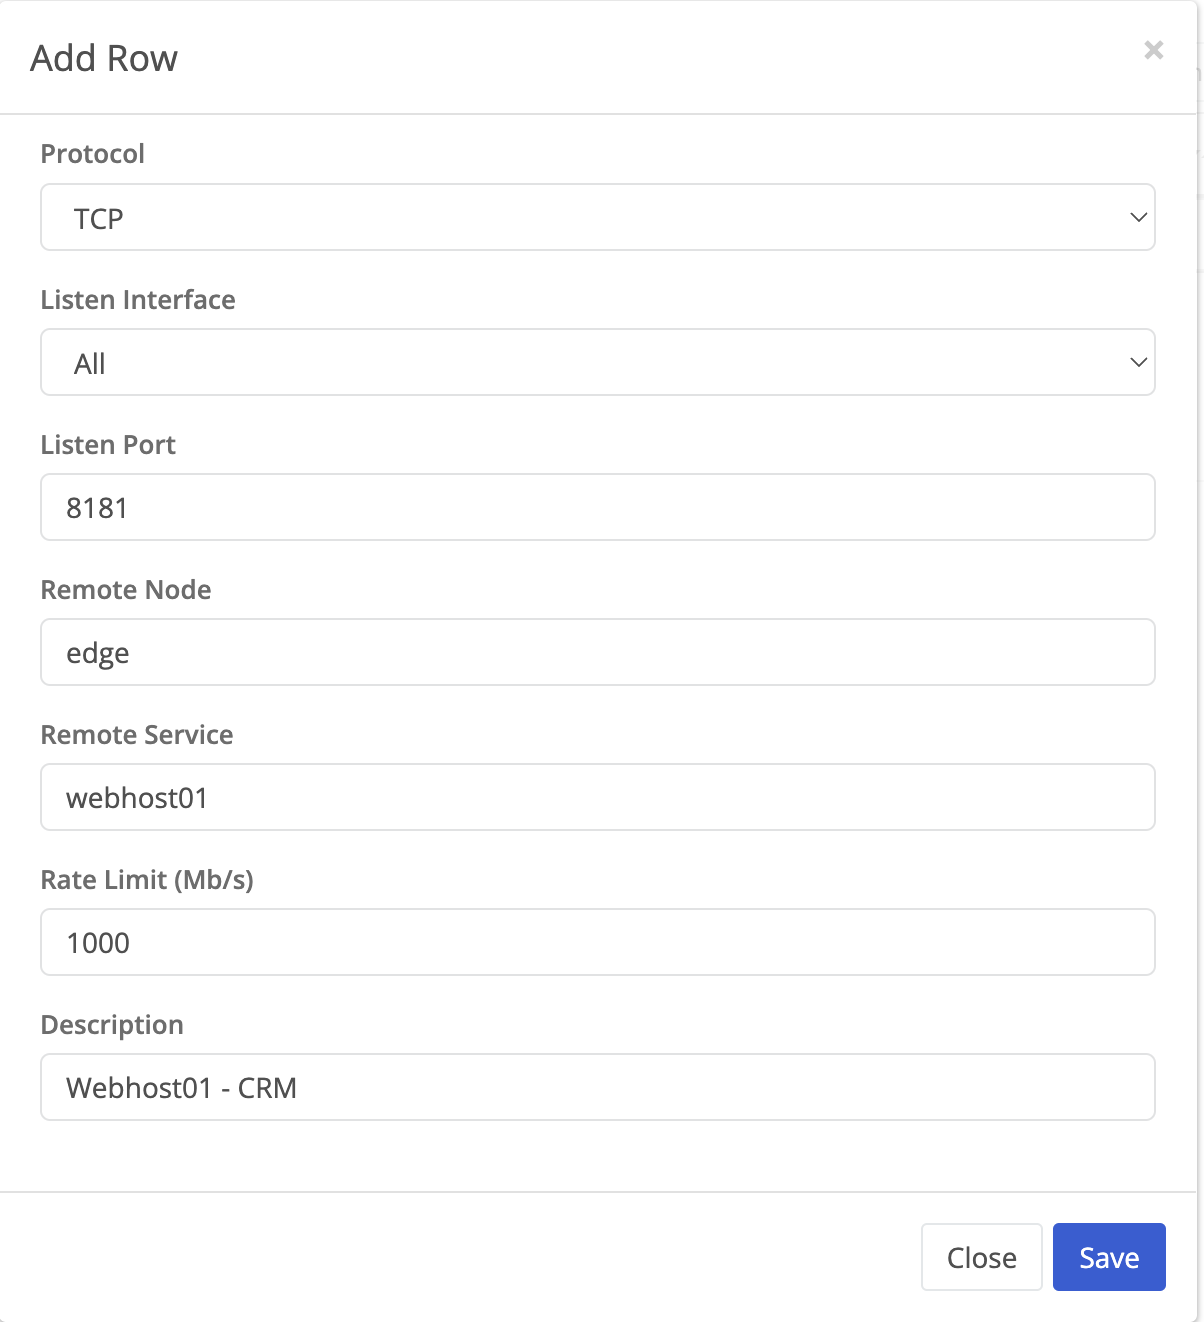 Add Row
×
Protocol
TCP
Listen Interface
All
Listen Port
8181
Remote Node
edge
Remote Service
webhost01
Rate Limit (Mb/s)
1000
Description
Webhost01 - CRM
Close Save